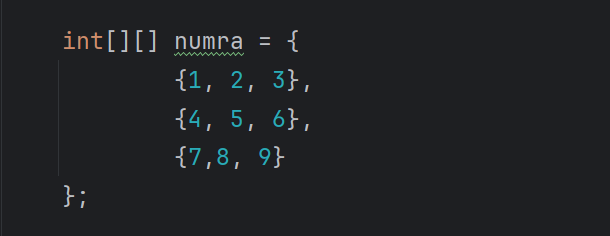 int[][] numra = {
{1, 2, 3},
{4, 5, 6},
{7,8, 9}
};